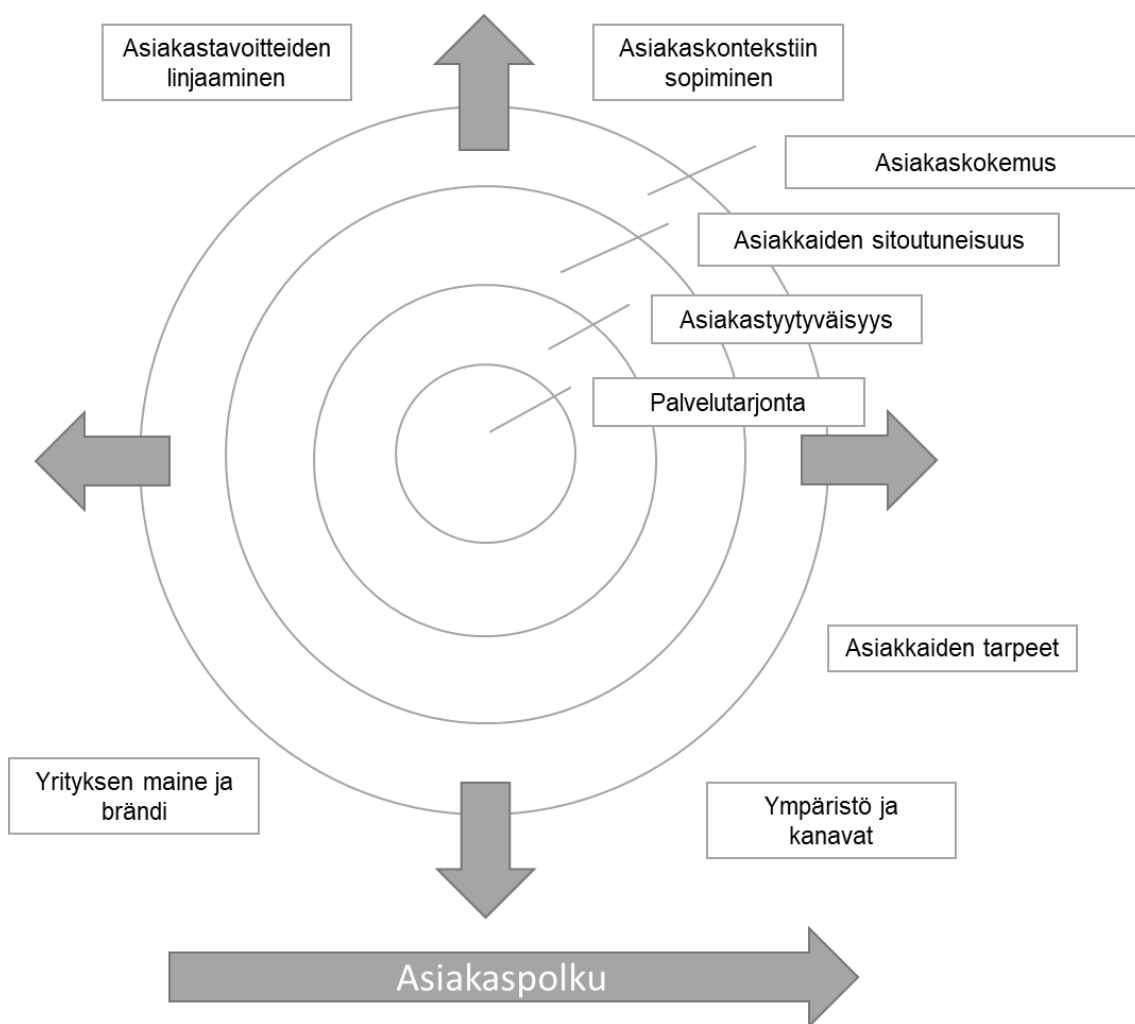 Asiakastavoitteiden
linjaaminen
Asiakaskontekstiin
sopiminen
Asiakaskokemus
Asiakkaiden sitoutuneisuus
Asiakastyytyväisyys
Palvelutarjonta
Asiakkaiden tarpeet
Yrityksen maine ja
brändi
Ympäristö ja
kanavat
Asiakaspolku